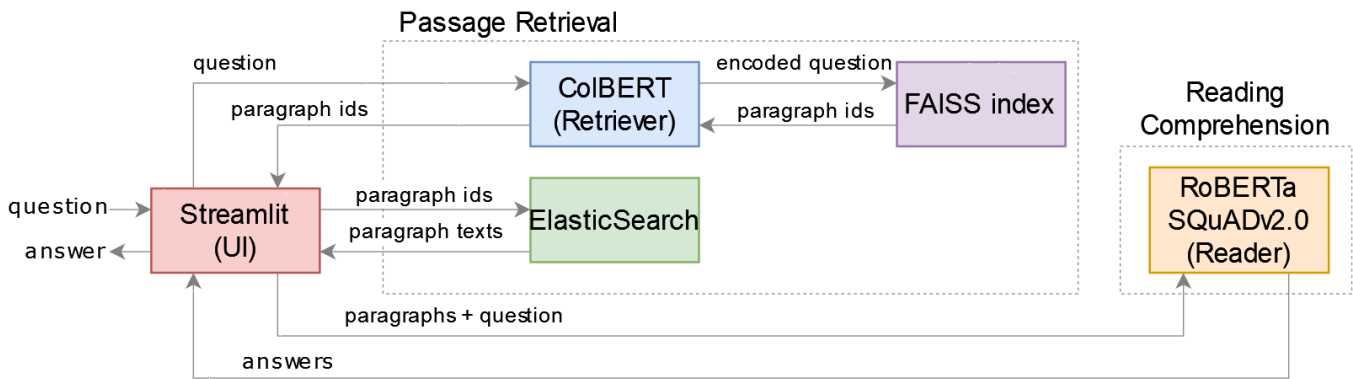 Passage Retrieval
question
encoded question
ColBERT
(Retriever)
FAISS index
paragraph ids
paragraph ids
Reading
Comprehension
question
answer
Streamlit
(UI)
paragraph ids
paragraph texts
ElasticSearch
RoBERTa
SQuADv2.0
(Reader)
paragraphs + question
answers